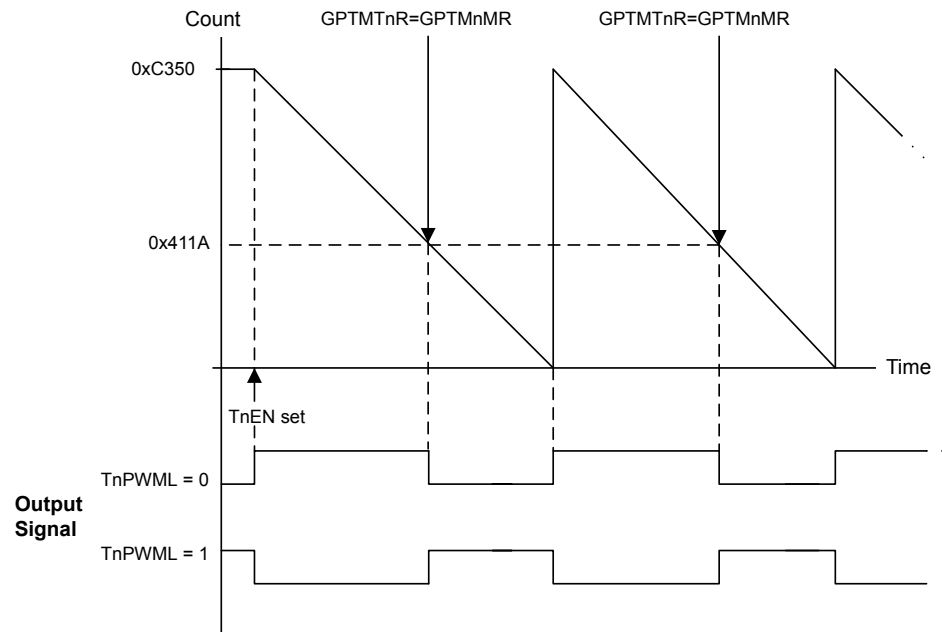 Count
GPTMTnR=GPTMnMR
GPTMTnR=GPTMnMR
0xC350
0x411A
Time
TnEN set
TnPWML = 0
Output
Signal
TnPWML = 1